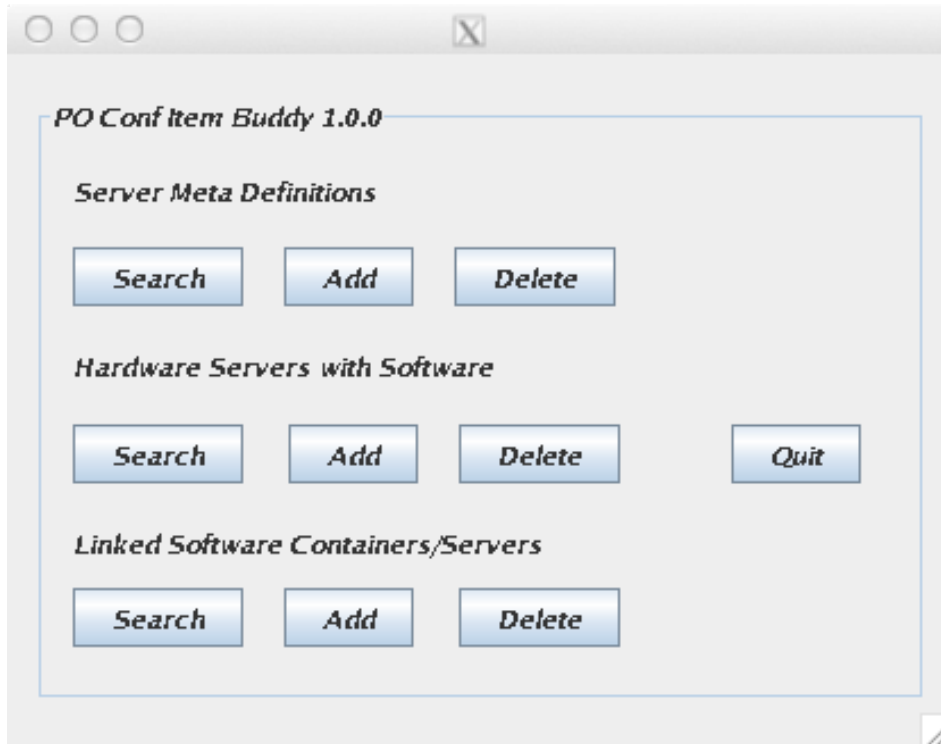 PO Conf Item Buddy 1.0.0
Server Meta Definitions
Search Add Delete
Hardware Servers with Software
Search Add Delete Quit
Linked Software Containers/Servers
Search Add Delete